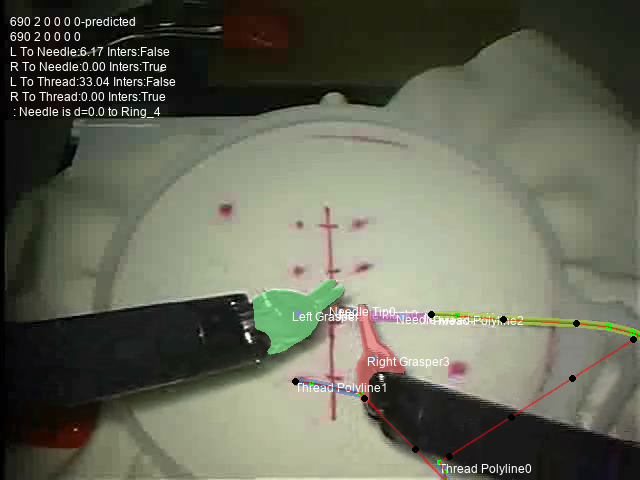 690 2 0 0 0 0-predicted
690 2 0 0 0 0
L To Needle:6.17 Inters:False
R To Needle:0.00 Inters:True
L To Thread:33.04 Inters:False
R To Thread:0.00 Inters:True
: Needle is d=0.0 to Ring_4
Needle Tip0
Left Grasper
Thread Polyline2
Right Grasper3
Thread Polyline1
Thread Polyline0